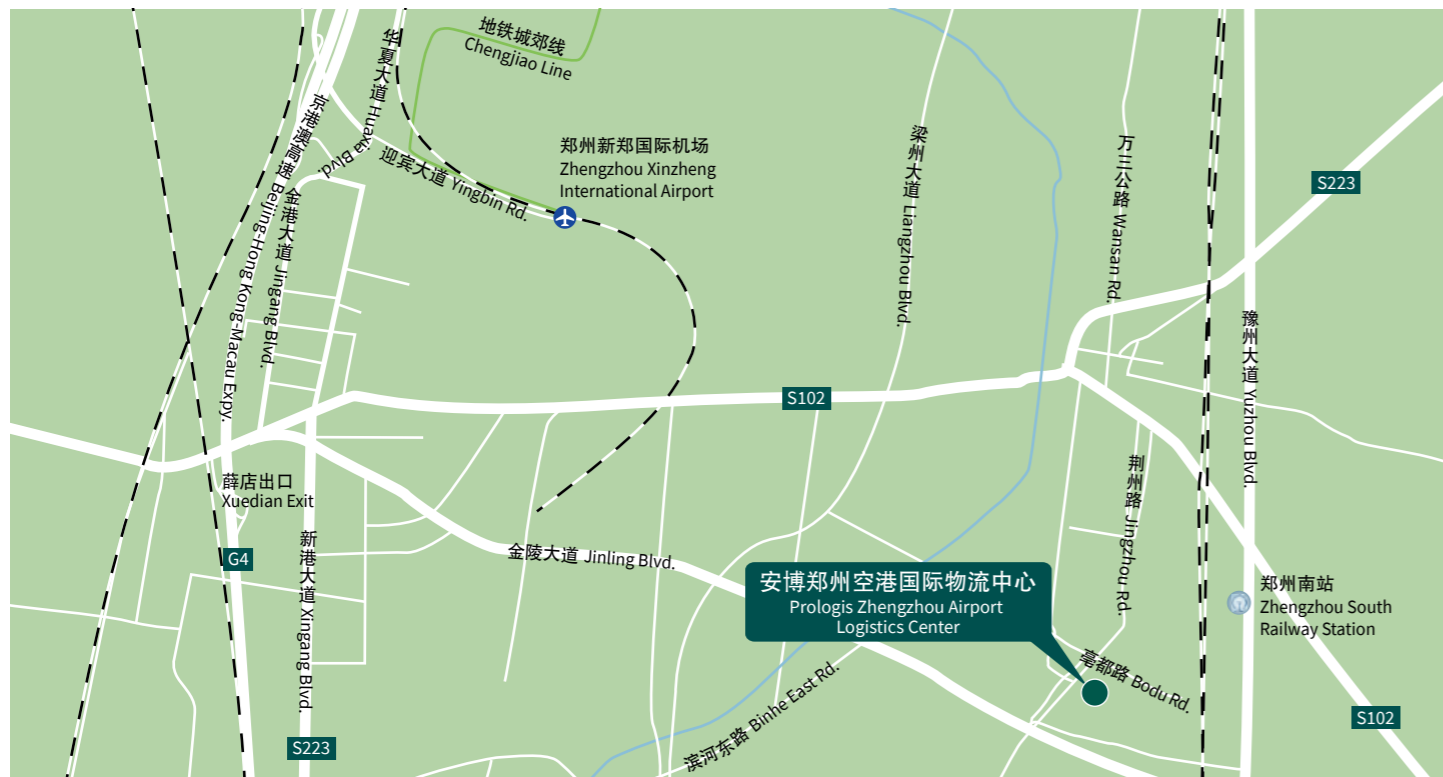 地铁城郊线
Chengjiao Line
华夏大道 Huaxia Blvd.
京港澳高速 Beijing-Hong Kong-Macau Expy.
迎宾大道 Yingbin Rd.
郑州新郑国际机场
Zhengzhou Xinzheng
International Airport
梁州大道 Liangzhou Blvd.
万三公路 Wansan Rd.
S223
金港大道 Jingang Blvd.
豫州大道 Yuzhou Blvd.
S102
薛店出口
Xuedian Exit
荆州路 Jingzhou Rd.
G4
新港大道 Xingang Blvd.
金陵大道 Jinling Blvd.
安博郑州空港国际物流中心
Prologis Zhengzhou Airport
Logistics Center
郑州南站
Zhengzhou South
Railway Station
亳都路 Bodu Rd.
滨河东路 Binhe East Rd.
S223
S102